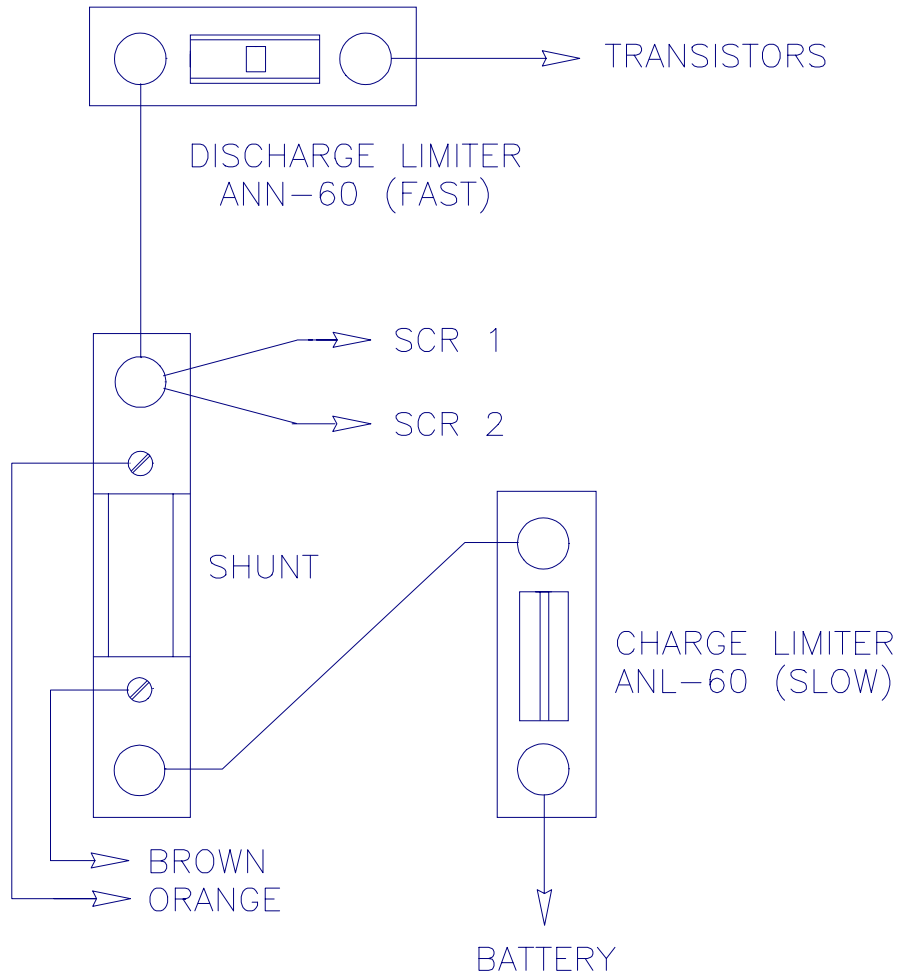 TRANSISTORS
DISCHARGE LIMITER
ANN-60 (FAST)
SCR 1
SCR 2
SHUNT
CHARGE LIMITER
ANL-60 (SLOW)
BROWN
ORANGE
BATTERY